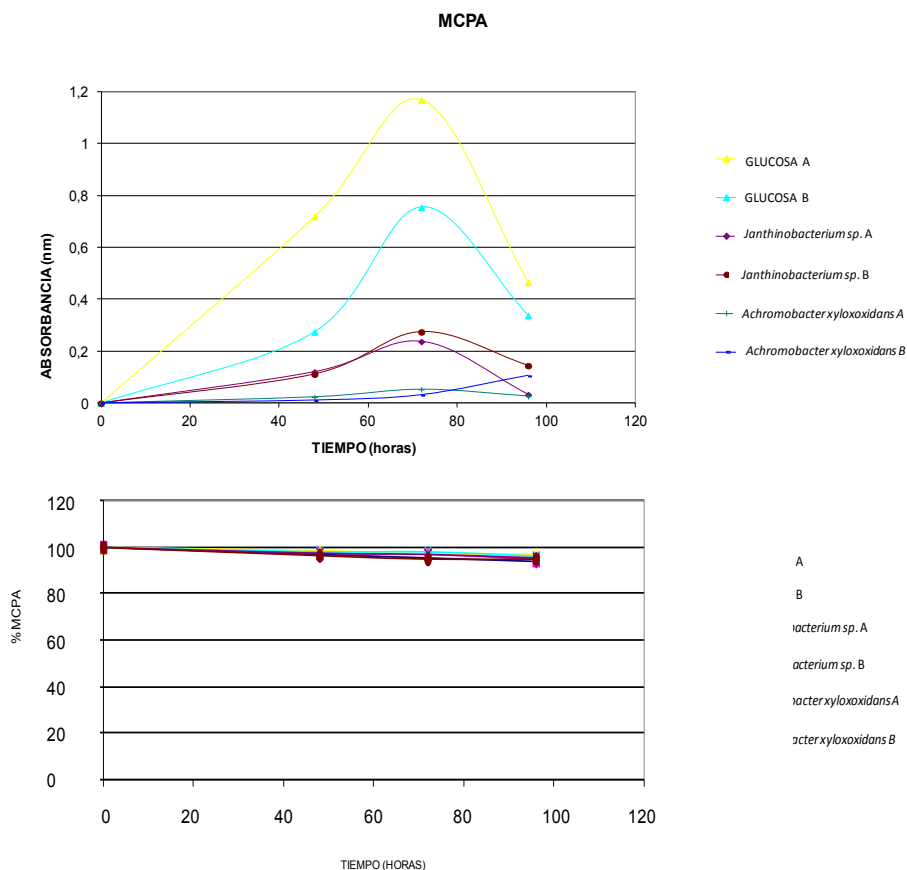 MCPA
1,2
1
0,8
0,6
0,4
0,2
0
ABSORBANCIA (nm)
0 20 40 60 80 100 120
TIEMPO (horas)
GLUCOSA A
GLUCOSA B
Janthinobacterium sp. A
Janthinobacterium sp. B
Achromobacter xyloxoxidans A
Achromobacter xyloxoxidans B
120
100
80
60
40
20
0
% MCPA
0 20 40 60 80 100 120
TIEMPO (HORAS)
A
B
bacterium sp. A
bacterium sp. B
bacter xyloxoxidans A
acter xyloxoxidans B